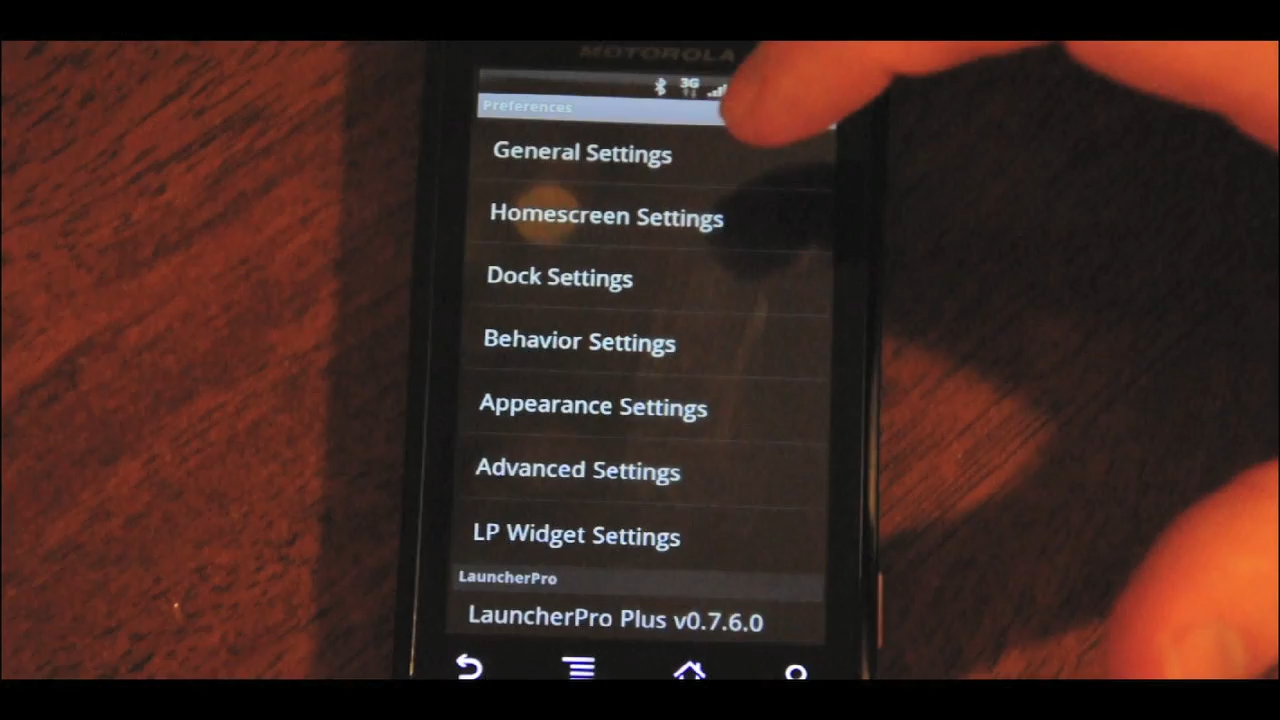 MOTOROLA
3G
Preferences
General Settings
Homescreen Settings
Dock Settings
Behavior Settings
Appearance Settings
Advanced Settings
LP Widget Settings
LauncherPro
LauncherPro Plus v0.7.6.0